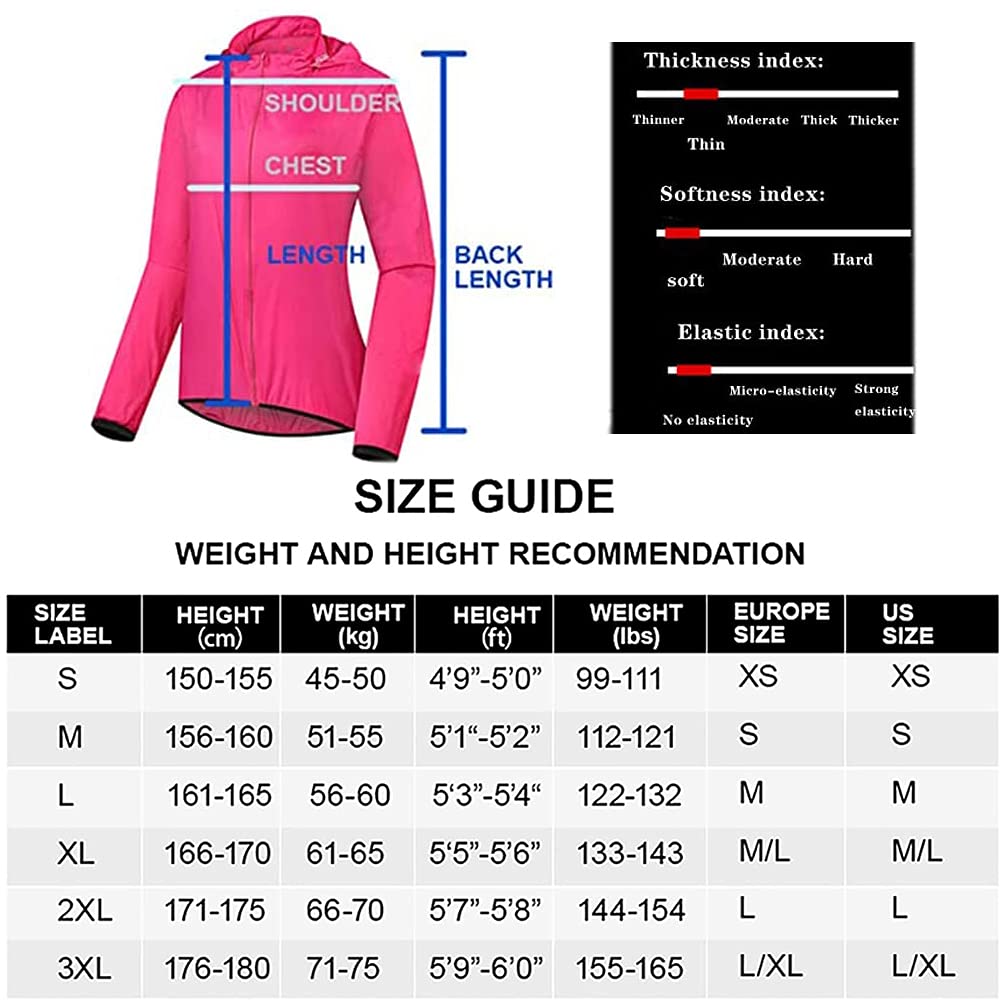 SHOULDER
CHEST
LENGTH
BACK
LENGTH
Thickness index:
Thinner Moderate Thick Thicker
Thin
Softness index:
Moderate Hard
soft
Elastic index:
Micro-elasticity Strong
elasticity
No elasticity
SIZE GUIDE
WEIGHT AND HEIGHT RECOMMENDATION
SIZE LABEL HEIGHT (cm) WEIGHT (kg) HEIGHT (ft) WEIGHT (lbs) EUROPE SIZE US SIZE
S 150-155 45-50 4’9”-5’0” 99-111 XS XS
M 156-160 51-55 5’1“-5’2” 112-121 S S
L 161-165 56-60 5‘3”-5’4“ 122-132 M M
XL 166-170 61-65 5’5”-5’6” 133-143 M/L M/L
2XL 171-175 66-70 5’7”-5’8” 144-154 L L
3XL 176-180 71-75 5’9”-6’0” 155-165 L/XL L/XL